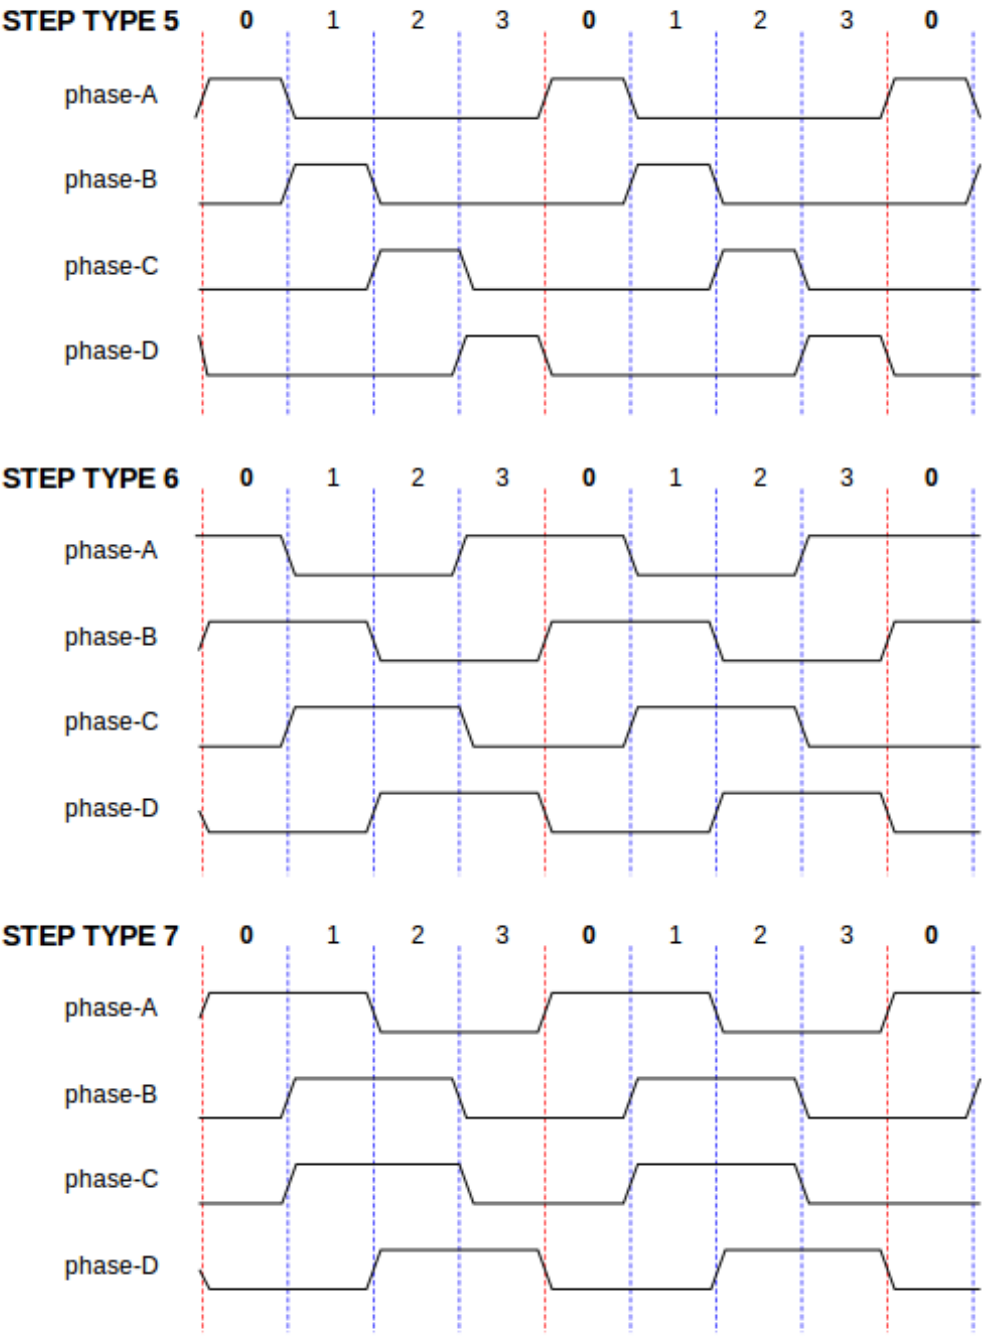 STEP TYPE 5 0 1 2 3 0 1 2 3 0
phase-A
phase-B
phase-C
phase-D
STEP TYPE 6 0 1 2 3 0 1 2 3 0
phase-A
phase-B
phase-C
phase-D
STEP TYPE 7 0 1 2 3 0 1 2 3 0
phase-A
phase-B
phase-C
phase-D